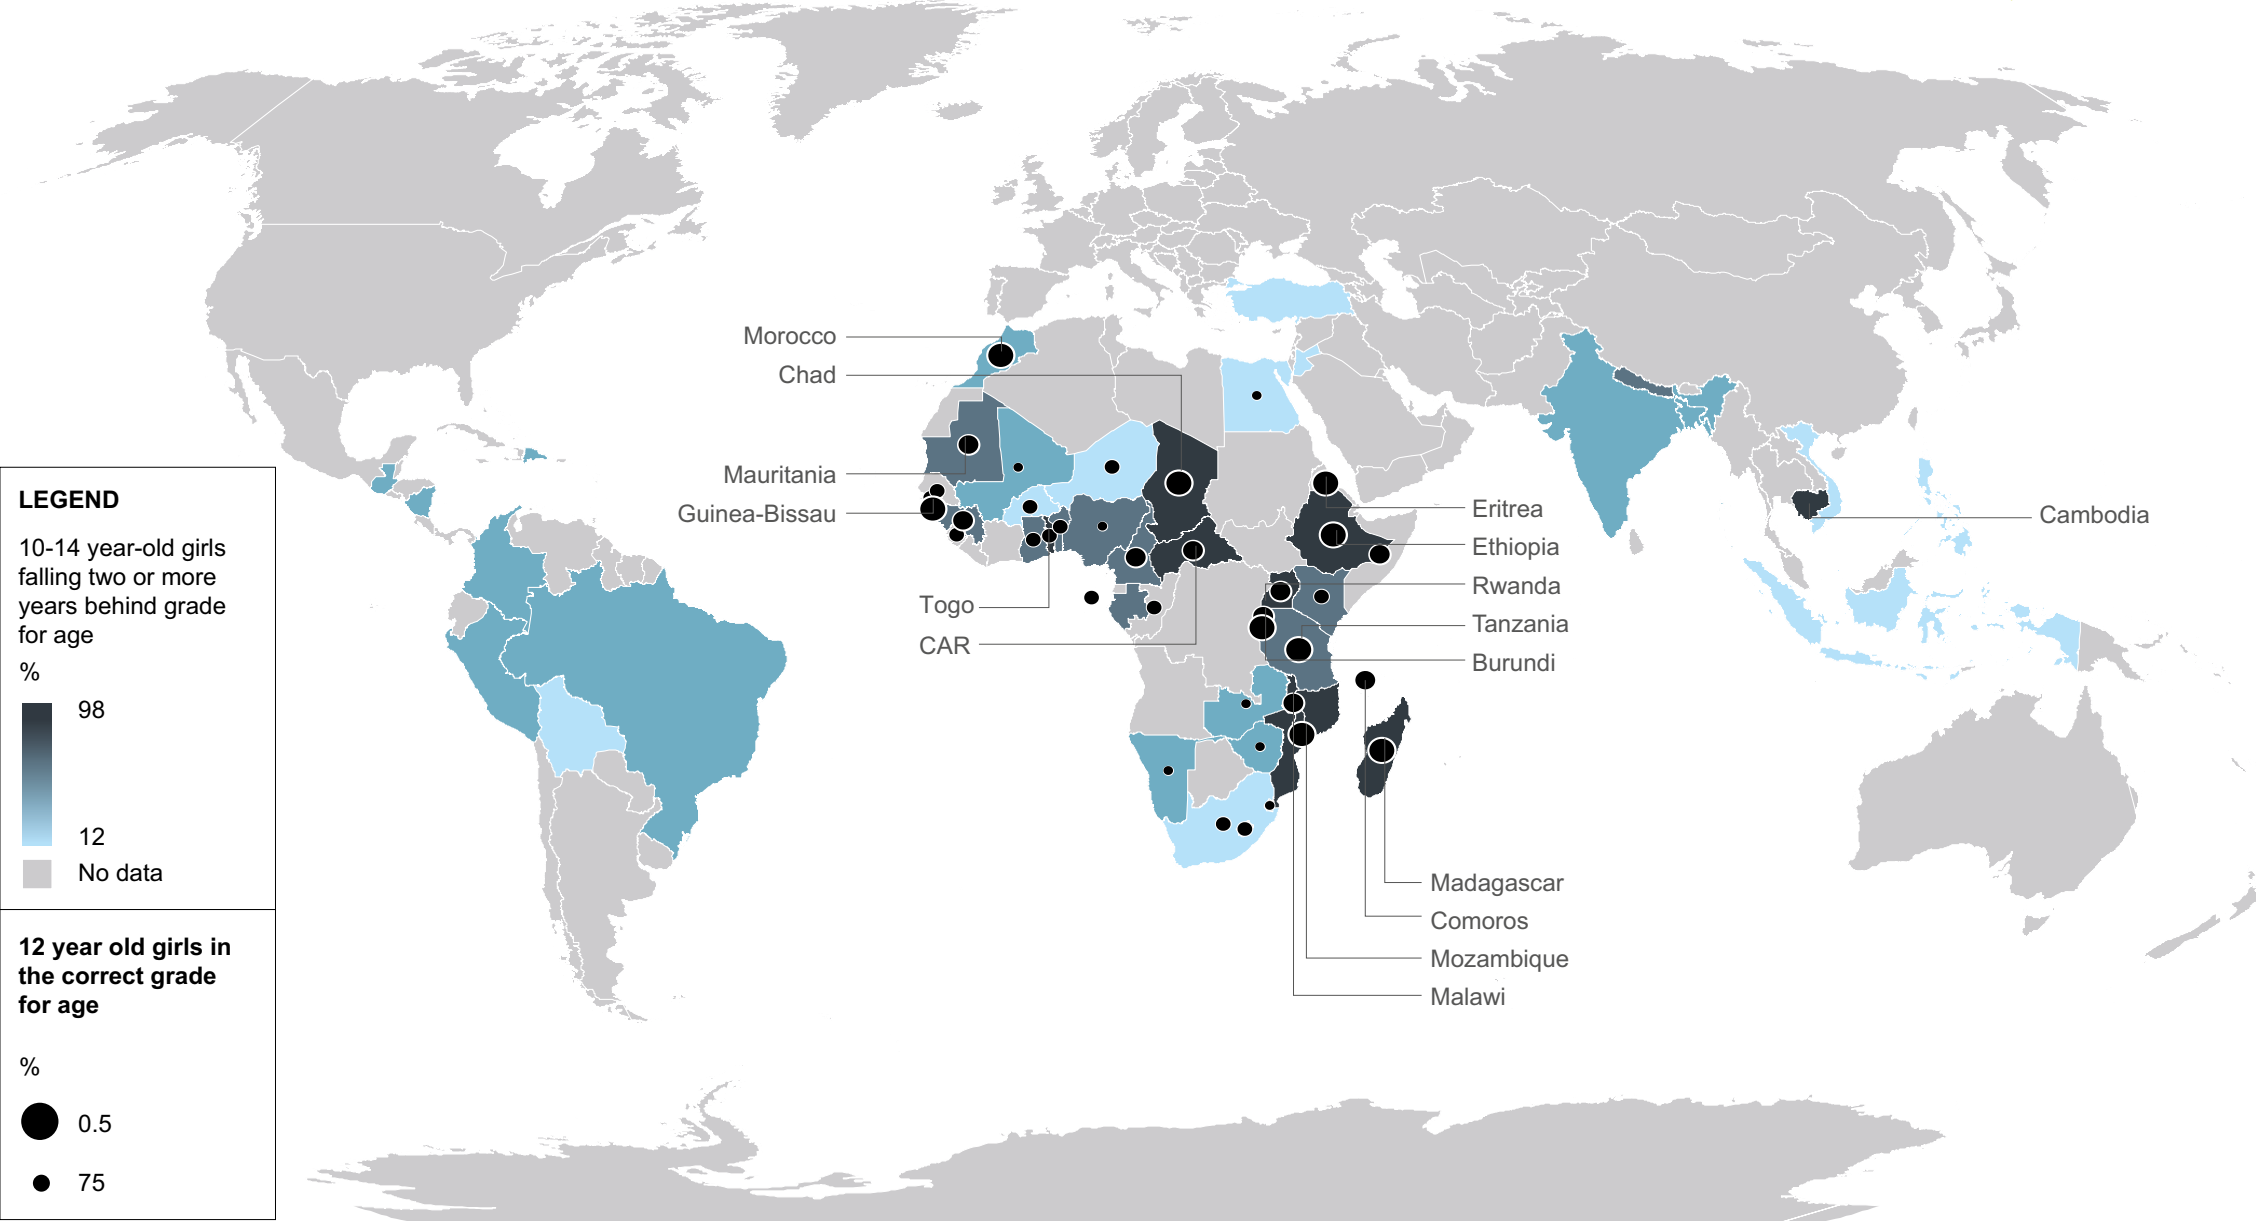 Morocco
Chad
Mauritania
Guinea-Bissau
Togo
CAR
Eritrea
Ethiopia
Rwanda
Tanzania
Burundi
Cambodia
Madagascar
Comoros
Mozambique
Malawi
LEGEND
10-14 year-old girls
falling two or more
years behind grade
for age
%
98
12
No data
12 year old girls in
the correct grade
for age
%
0.5
75